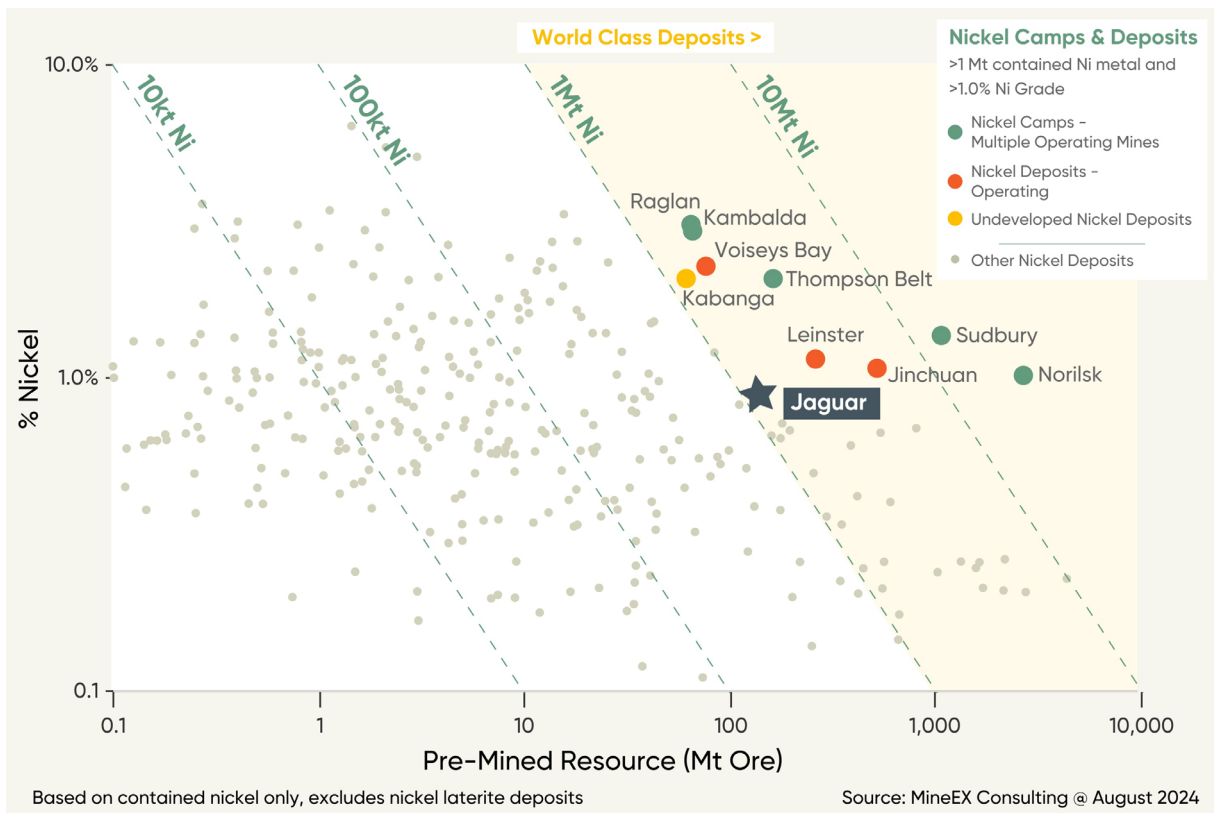 World Class Deposits >
Nickel Camps & Deposits
>1 Mt contained Ni metal and
>1.0% Ni Grade
Nickel Camps -
Multiple Operating Mines
Nickel Deposits -
Operating
Undeveloped Nickel Deposits
Other Nickel Deposits
10.0%
1.0%
0.1
% Nickel
10kt Ni
100kt Ni
1Mt Ni
10Mt Ni
Raglan
Kambalda
Voiseys Bay
Thompson Belt
Kabanga
Leinster
Sudbury
Jinchuan
Norilsk
Jaguar
0.1
1
10
100
1,000
10,000
Pre-Mined Resource (Mt Ore)
Based on contained nickel only, excludes nickel laterite deposits
Source: MineEX Consulting @ August 2024